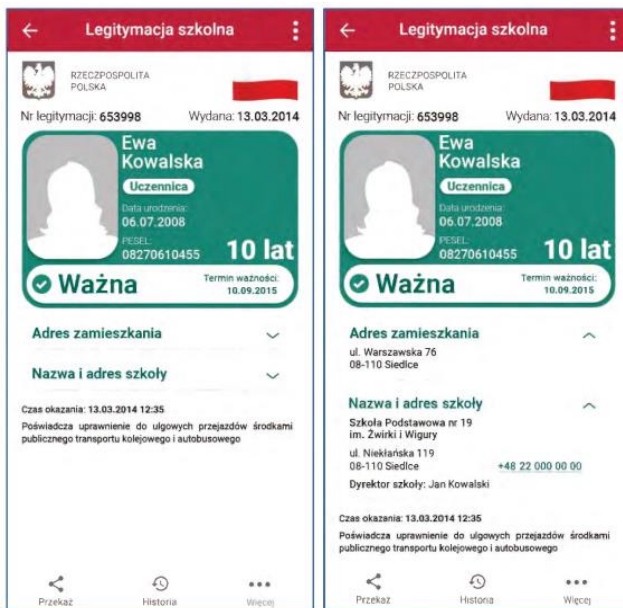 Legitymacja szkolna
RZECZPOSPOLITA
POLSKA
Nr legitymacji: 653998 Wydana: 13.03.2014
Ewa
Kowalska
Uczennica
Data urodzenia:
06.07.2008
PESEL:
08270610455 10 lat
Ważna Termin ważności:
10.09.2015
Adres zamieszkania
Nazwa i adres szkoły
Czas okazania: 13.03.2014 12:35
Poświadcza uprawnienie do ulgowych przejazdów środkami
publicznego transportu kolejowego i autobusowego
Przekaż Historia Więcej
Legitymacja szkolna
RZECZPOSPOLITA
POLSKA
Nr legitymacji: 653998 Wydana: 13.03.2014
Ewa
Kowalska
Uczennica
Data urodzenia:
06.07.2008
PESEL:
08270610455 10 lat
Ważna Termin ważności:
10.09.2015
Adres zamieszkania
ul. Warszawska 76
08-110 Siedlce
Nazwa i adres szkoły
Szkoła Podstawowa nr 19
im. Żwirki i Wigury
ul. Niekłańska 119
08-110 Siedlce +48 22 000 00 00
Dyrektor szkoły: Jan Kowalski
Czas okazania: 13.03.2014 12:35
Poświadcza uprawnienie do ulgowych przejazdów środkami
publicznego transportu kolejowego i autobusowego
Przekaż Historia Więcej